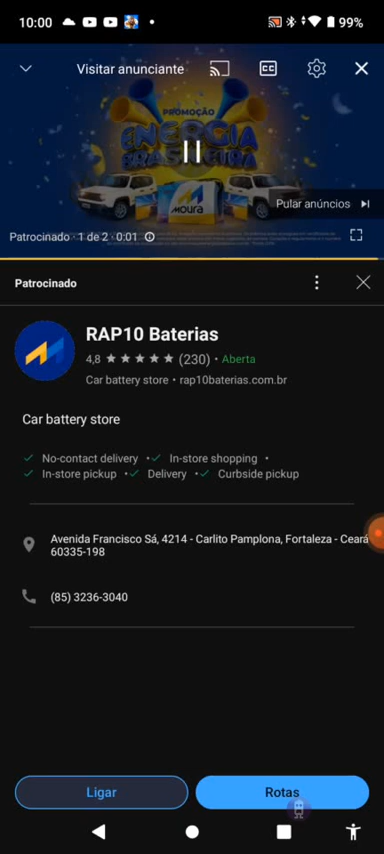 10:00
99%
Visitar anunciante
CC
PROMOÇÃO
ENERGIA
BRASILEIRA
MOURA
Pular anúncios
Patrocinado · 1 de 2 · 0:01
Patrocinado
RAP10 Baterias
4,8 ★★★★★ (230) • Aberta
Car battery store • rap10baterias.com.br
Car battery store
✓ No-contact delivery • ✓ In-store shopping •
✓ In-store pickup • ✓ Delivery • ✓ Curbside pickup
Avenida Francisco Sá, 4214 - Carlito Pamplona, Fortaleza - Ceará
60335-198
(85) 3236-3040
Ligar
Rotas